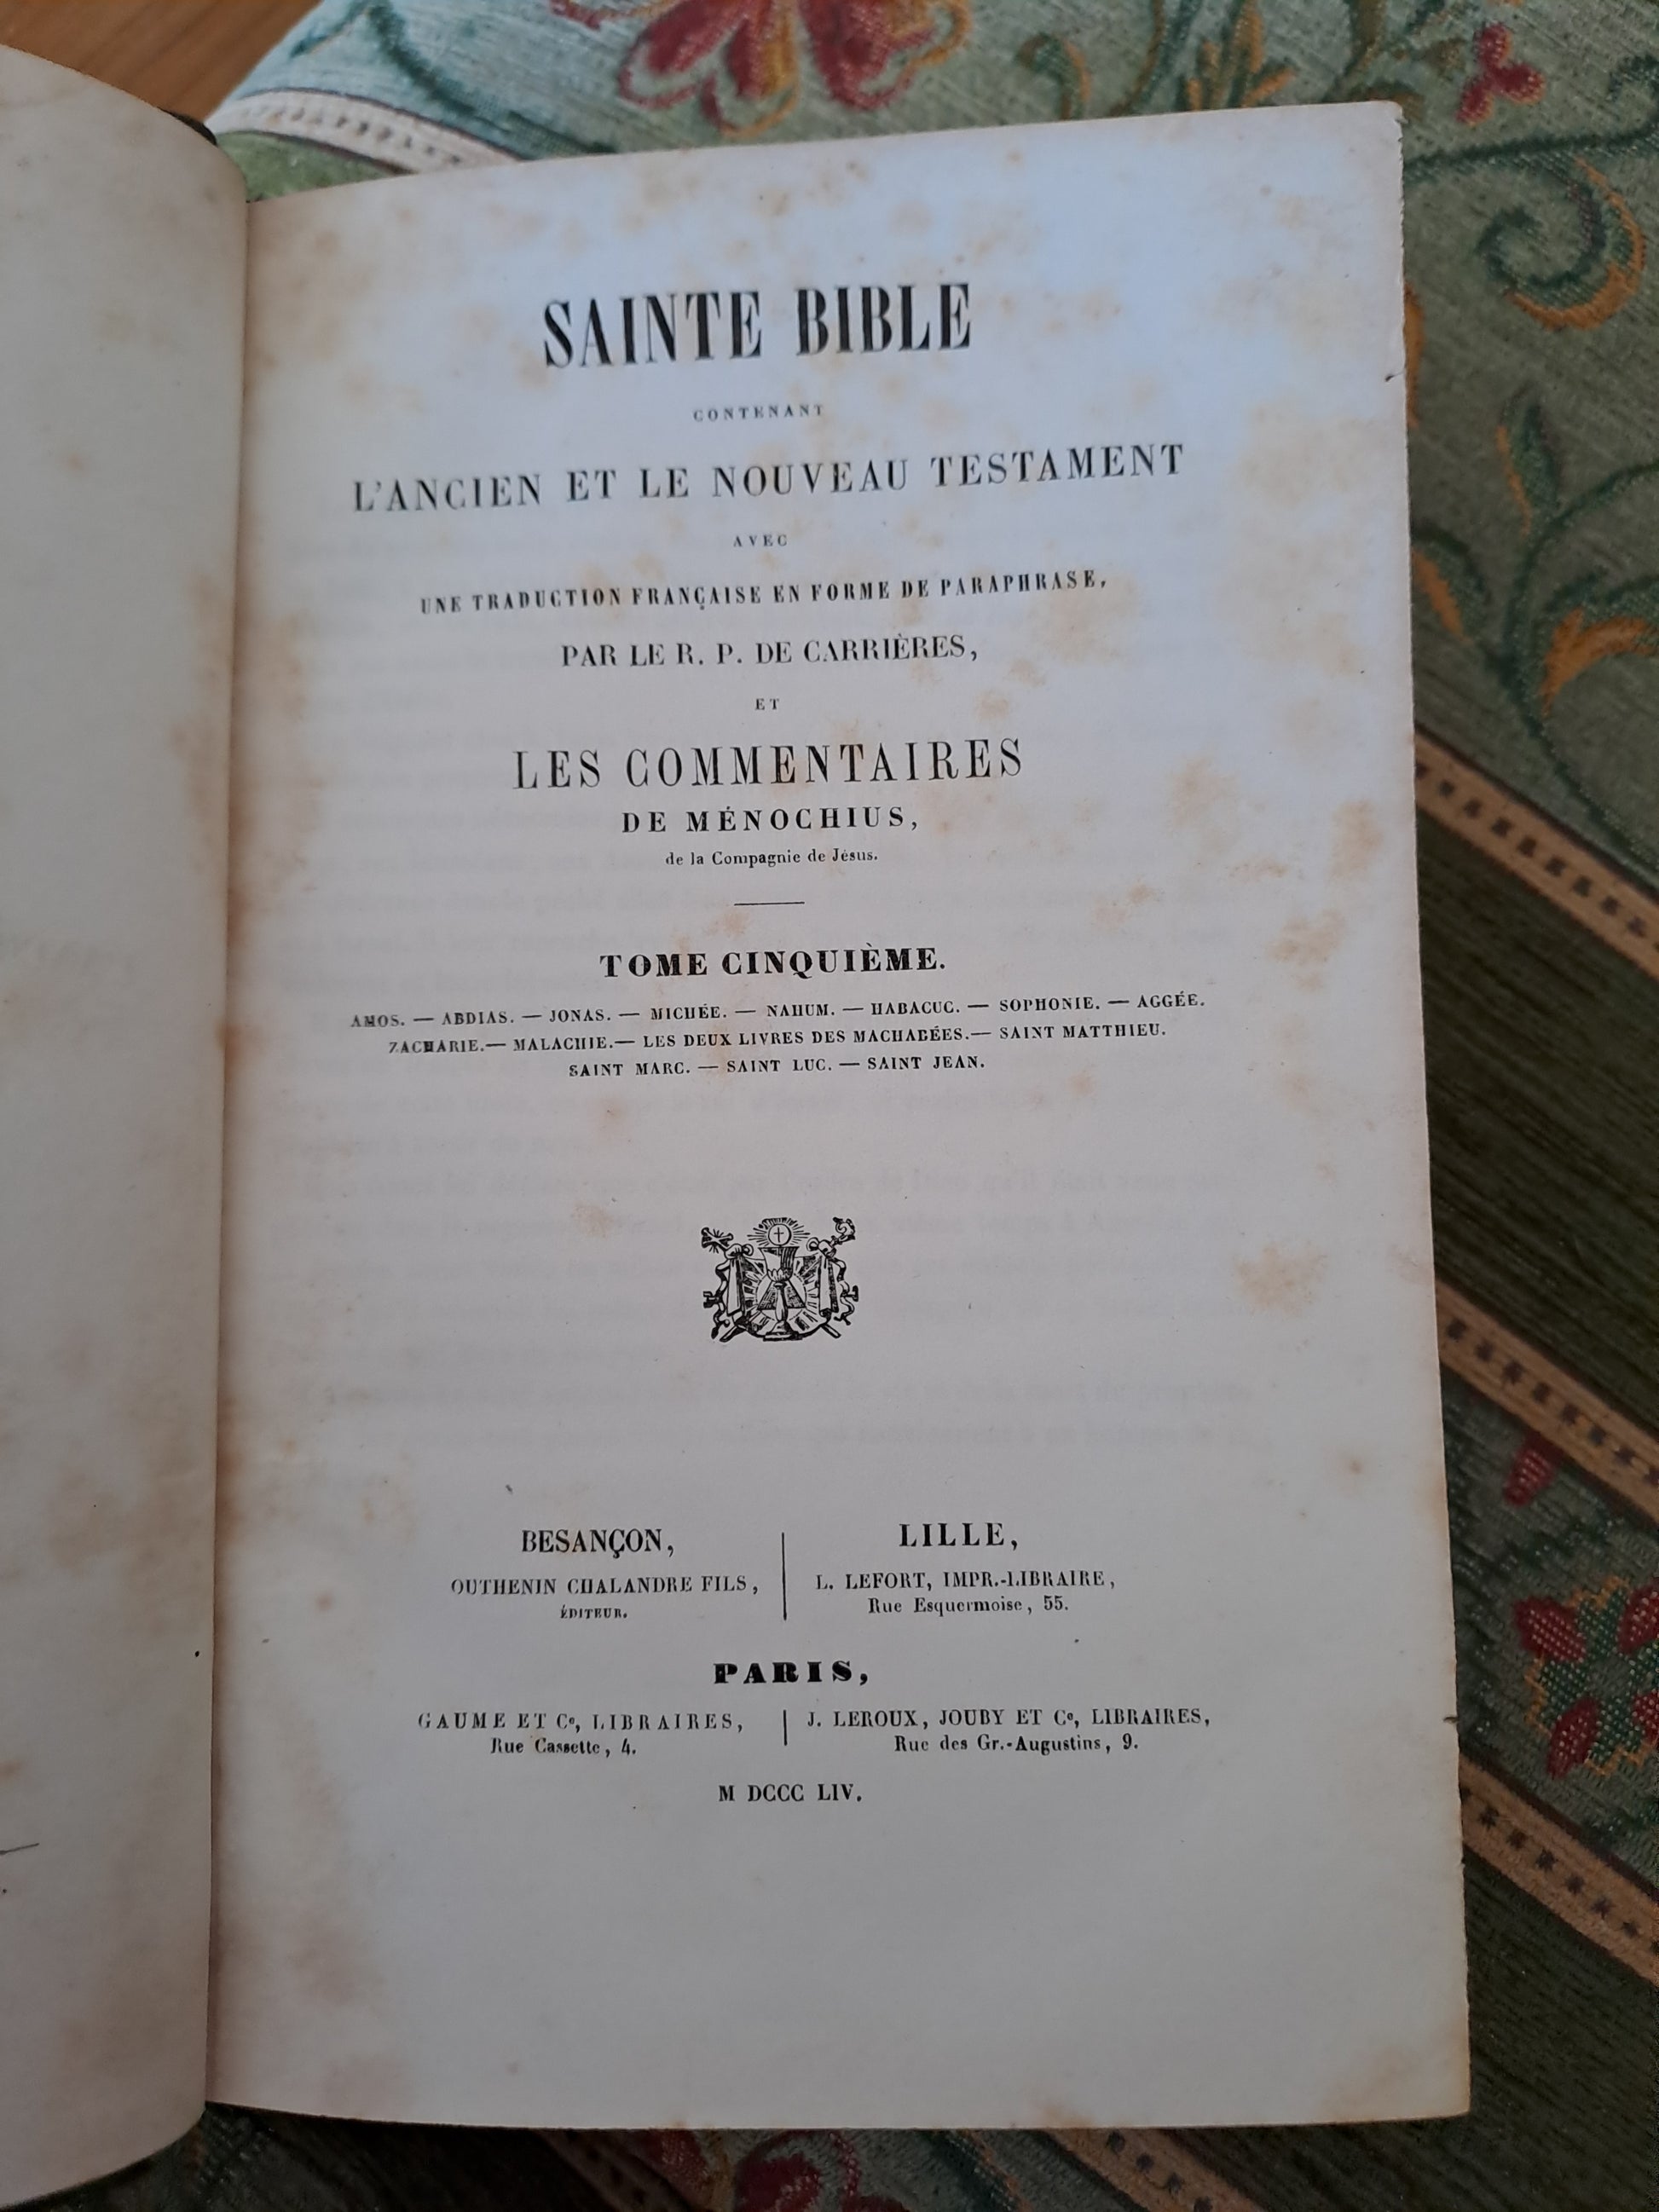 SAINTE BIBLE
CONTENANT
L'ANCIEN ET LE NOUVEAU TESTAMENT
AVEC
UNE TRADUCTION FRANÇAISE EN FORME DE PARAPHRASE,
PAR LE R. P. DE CARRIÈRES,
ET
LES COMMENTAIRES
DE MÉNOCHIUS,
de la Compagnie de Jésus.
TOME CINQUIÈME.
AMOS. — ABDIAS. — JONAS. — MICHÉE. — NAHUM. — HABACUC. — SOPHONIE. — AGGÉE.
ZACHARIE.— MALACHIE.— LES DEUX LIVRES DES MACHABÉES.— SAINT MATTHIEU.
SAINT MARC. — SAINT LUC. — SAINT JEAN.
BESANÇON,
OUTHENIN CHALANDRE FILS,
ÉDITEUR.
LILLE,
L. LEFORT, IMPR.-LIBRAIRE,
Rue Esquermoise, 55.
PARIS,
GAUME ET Ce, LIBRAIRES,
Rue Cassette, 4.
J. LEROUX, JOUBY ET Ce, LIBRAIRES,
Rue des Gr.-Augustins, 9.
M DCCC LIV.